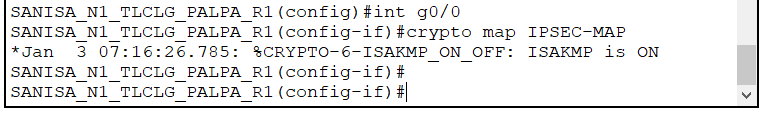 SANISA_N1_TLCLG_PALPA_R1(config)#int g0/0
SANISA_N1_TLCLG_PALPA_R1(config-if)#crypto map IPSEC-MAP
*Jan  3 07:16:26.785: %CRYPTO-6-ISAKMP_ON_OFF: ISAKMP is ON
SANISA_N1_TLCLG_PALPA_R1(config-if)#
SANISA_N1_TLCLG_PALPA_R1(config-if)#